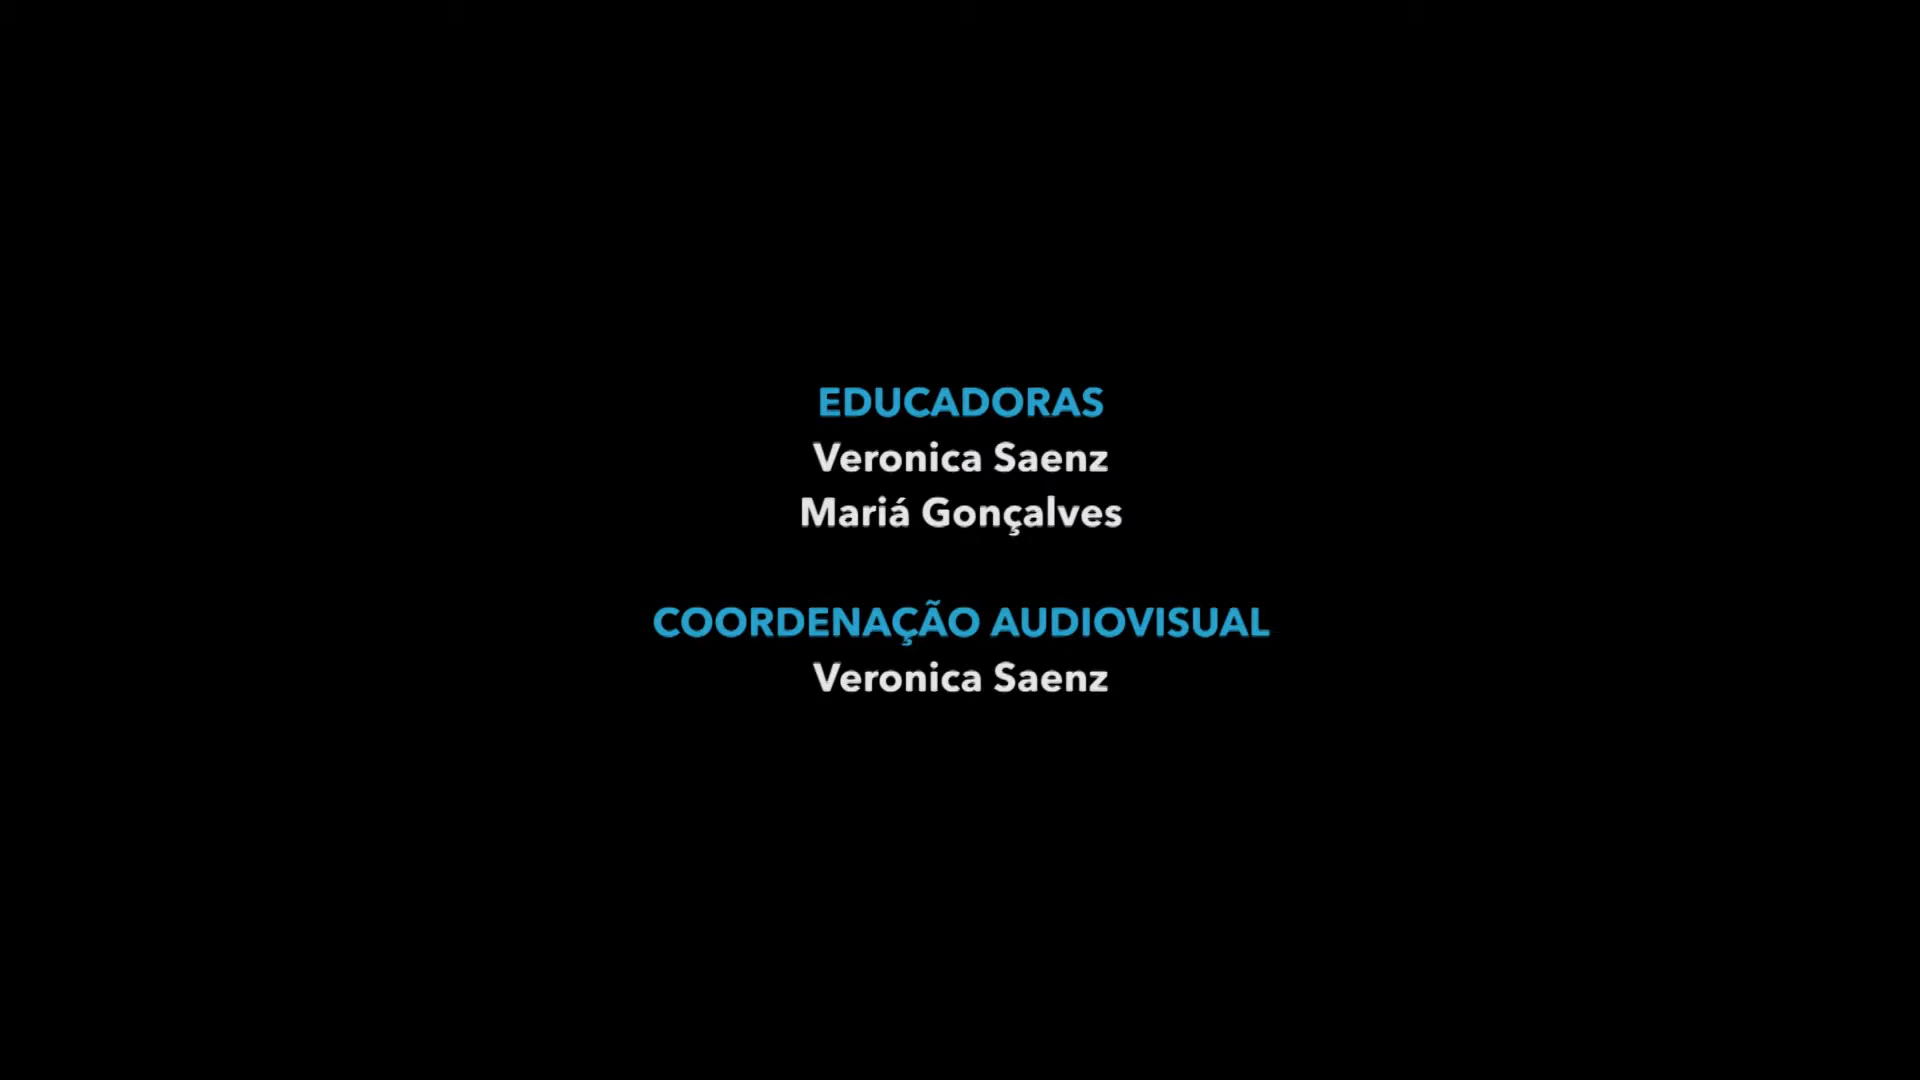 EDUCADORAS
Veronica Saenz
Mariá Gonçalves
COORDENAÇÃO AUDIOVISUAL
Veronica Saenz